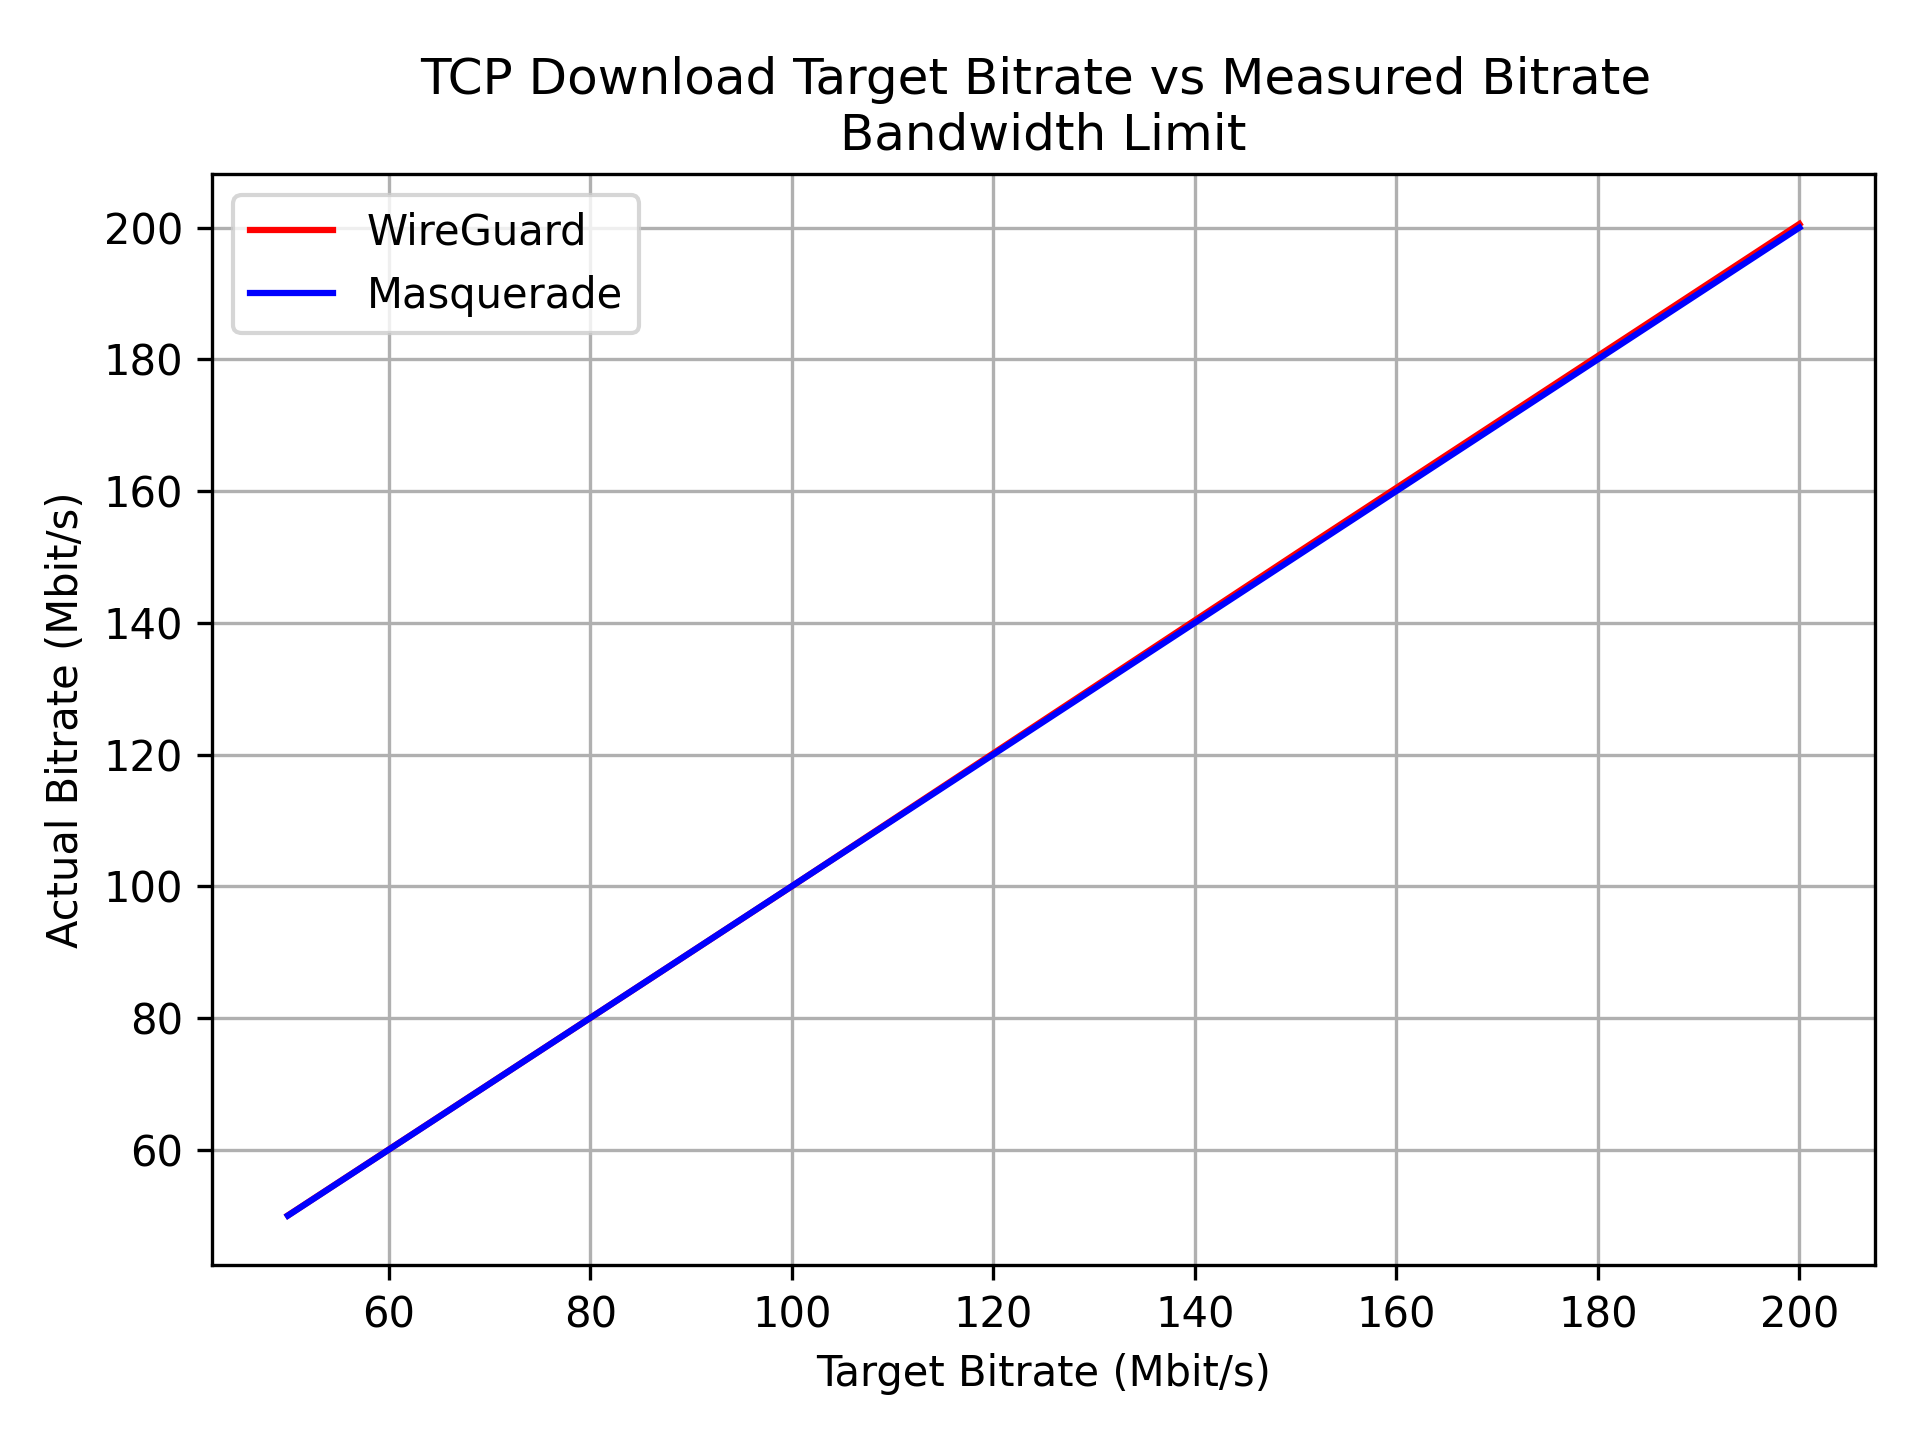 TCP Download Target Bitrate vs Measured Bitrate
Bandwidth Limit
WireGuard
Masquerade
Actual Bitrate (Mbit/s)
200
180
160
140
120
100
80
60
60 80 100 120 140 160 180 200
Target Bitrate (Mbit/s)